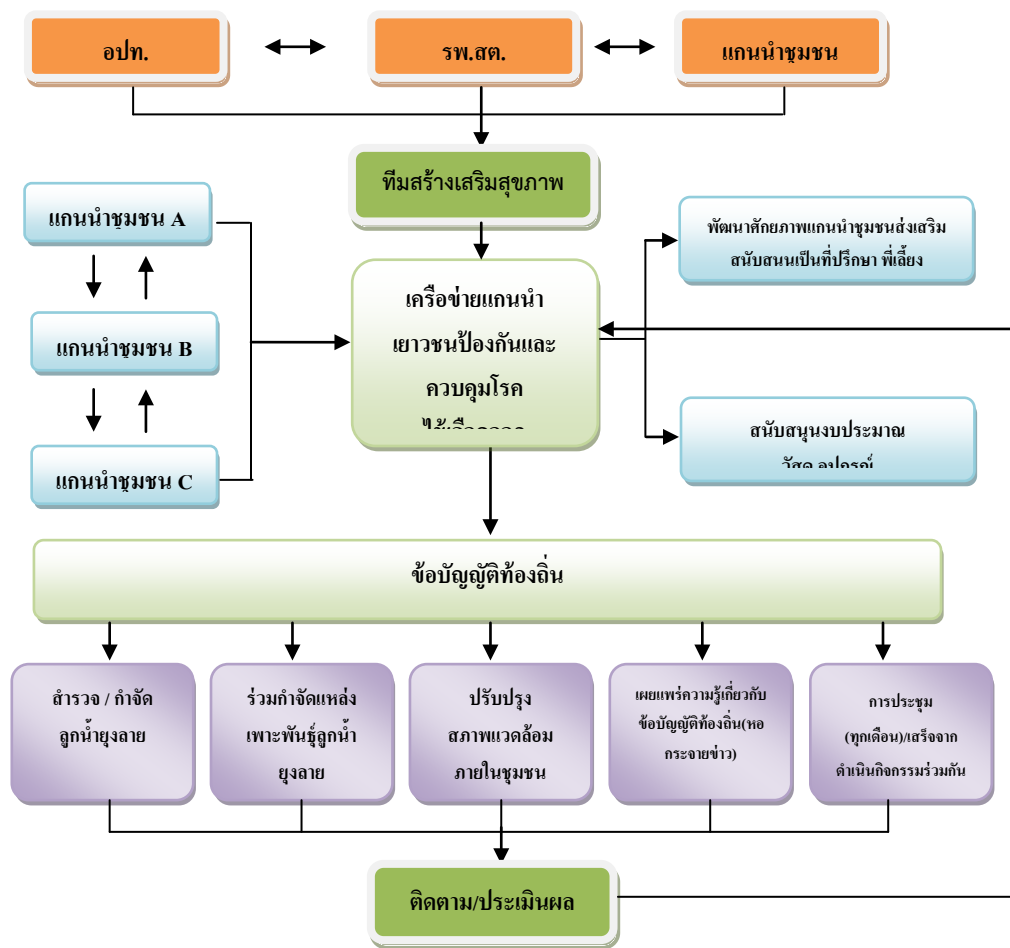 อปท.
รพ.สต.
แกนนำชุมชน
ทีมสร้างเสริมสุขภาพ
แกนนำชุมชน A
แกนนำชุมชน B
แกนนำชุมชน C
เครือข่ายแกนนำ
เยาวชนป้องกันและ
ควบคุมโรค
พัฒนาศักยภาพแกนนำชุมชนส่งเสริม
สนับสนนเป็นที่ปรึกษา พี่เลี้ยง
สนับสนุนงบประมาณ
วัสดุ อุปกรณ์
ข้อบัญญัติท้องถิ่น
สำรวจ / กำจัด
ลูกน้ำยุงลาย
ร่วมกำจัดแหล่ง
เพาะพันธุ์ลูกน้ำ
ยุงลาย
ปรับปรุง
สภาพแวดล้อม
ภายในชุมชน
เผยแพร่ความรู้เกี่ยวกับ
ข้อบัญญัติท้องถิ่น(หอ
กระจายข่าว)
การประชุม
(ทุกเดือน)/เสร็จจาก
ดำเนินกิจกรรมร่วมกัน
ติดตาม/ประเมินผล